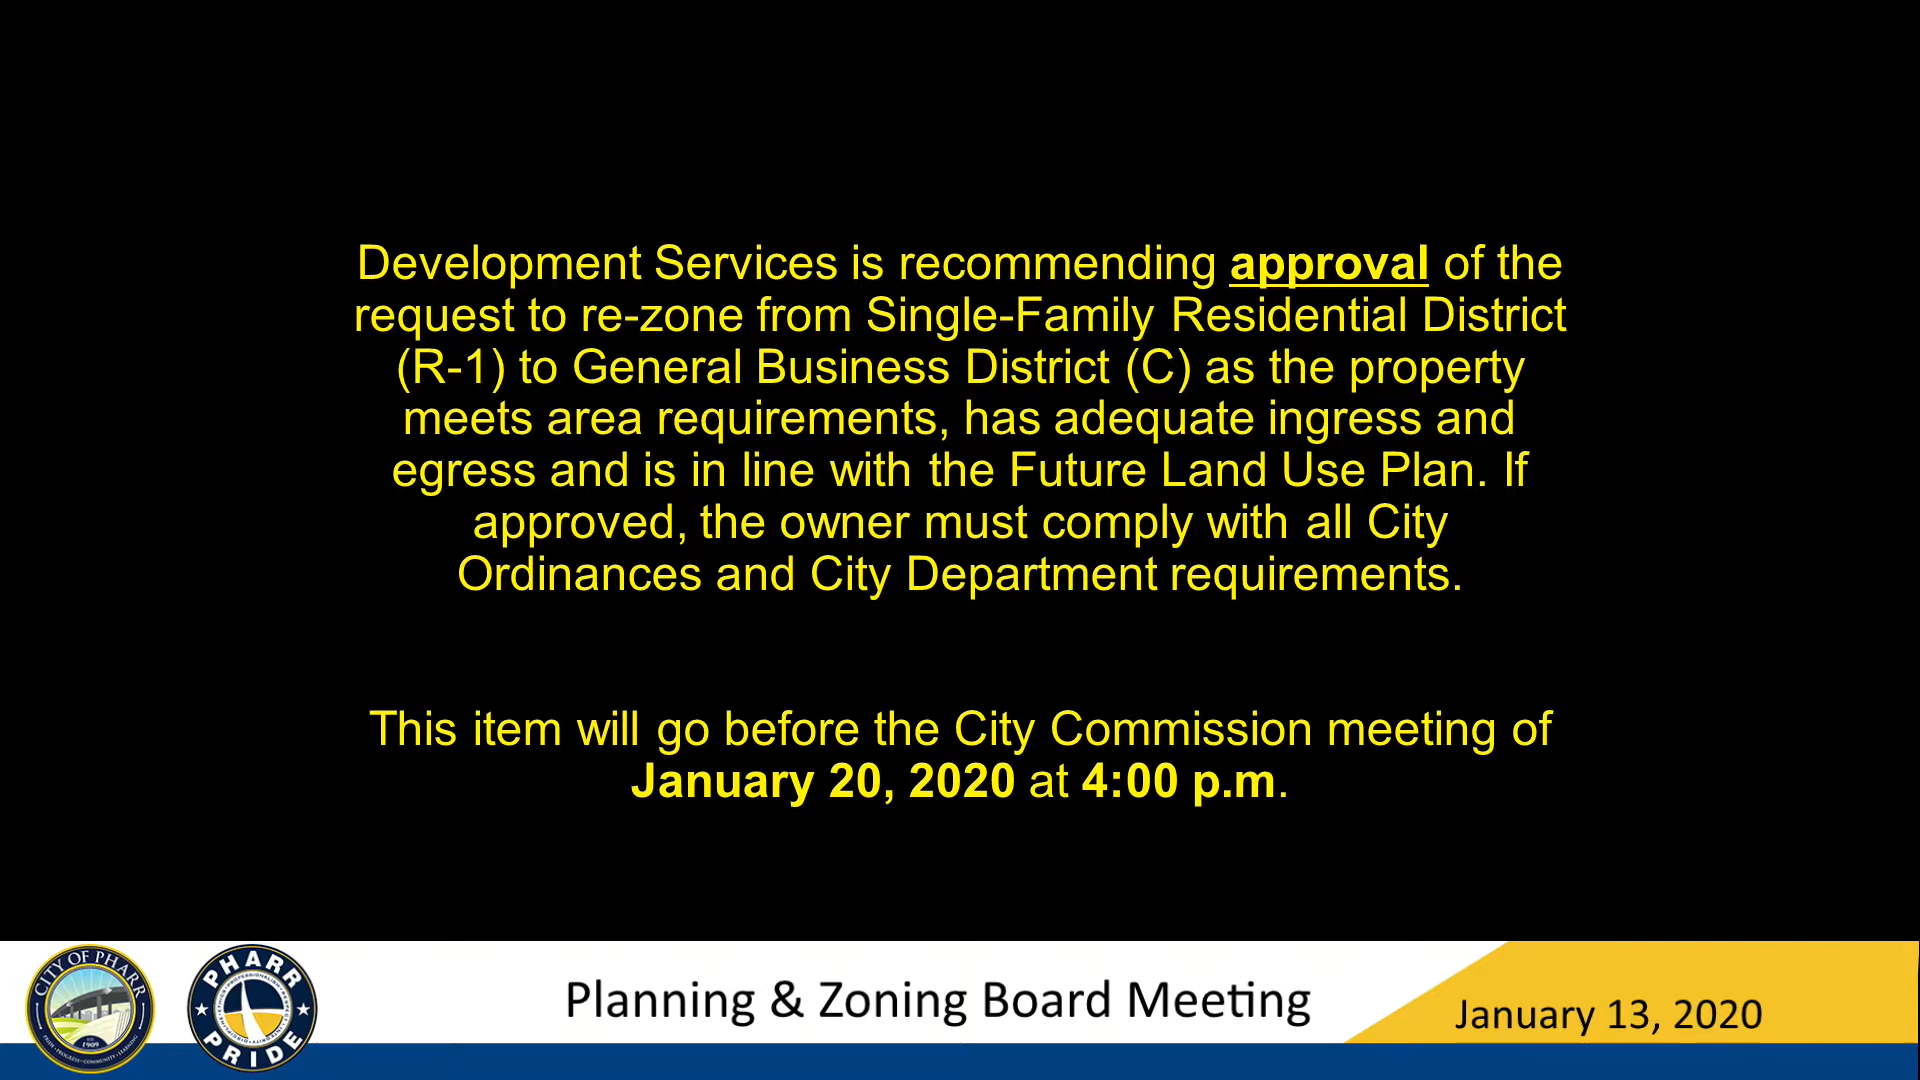 Development Services is recommending approval of the
request to re-zone from Single-Family Residential District
(R-1) to General Business District (C) as the property
meets area requirements, has adequate ingress and
egress and is in line with the Future Land Use Plan. If
approved, the owner must comply with all City
Ordinances and City Department requirements.
This item will go before the City Commission meeting of
January 20, 2020 at 4:00 p.m.
CITY OF PHARR
1909
PHARR
PRIDE
Planning & Zoning Board Meeting
January 13, 2020